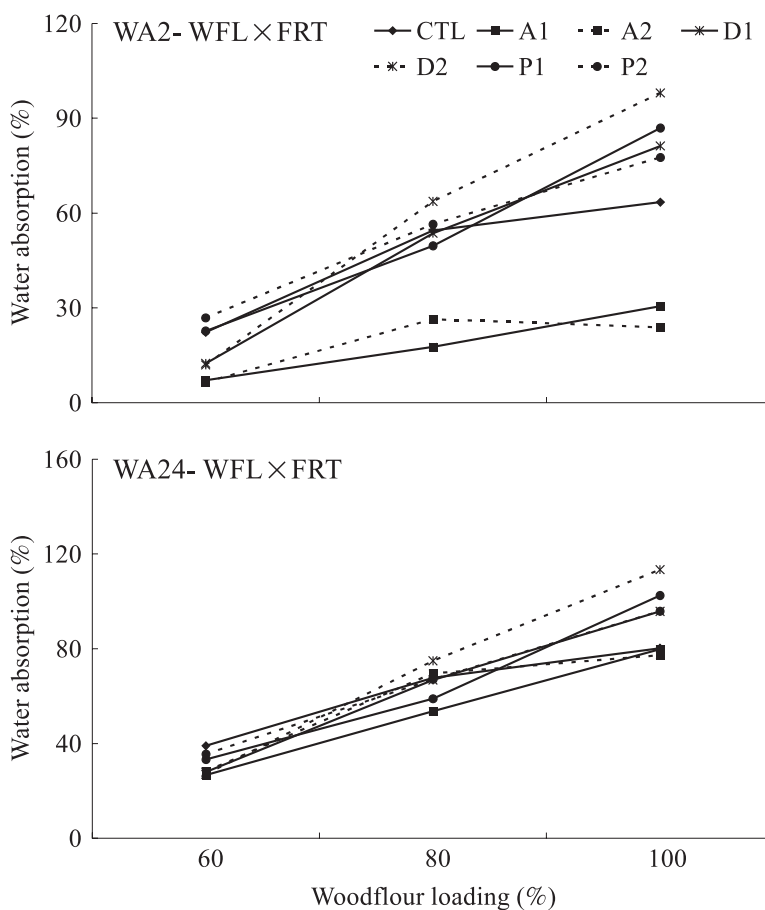 120
WA2- WFL×FRT
CTL A1 A2 D1
D2 P1 P2
90
60
30
0
Water absorption (%)
160
WA24- WFL×FRT
120
80
40
0
Water absorption (%)
60 80 100
Woodflour loading (%)